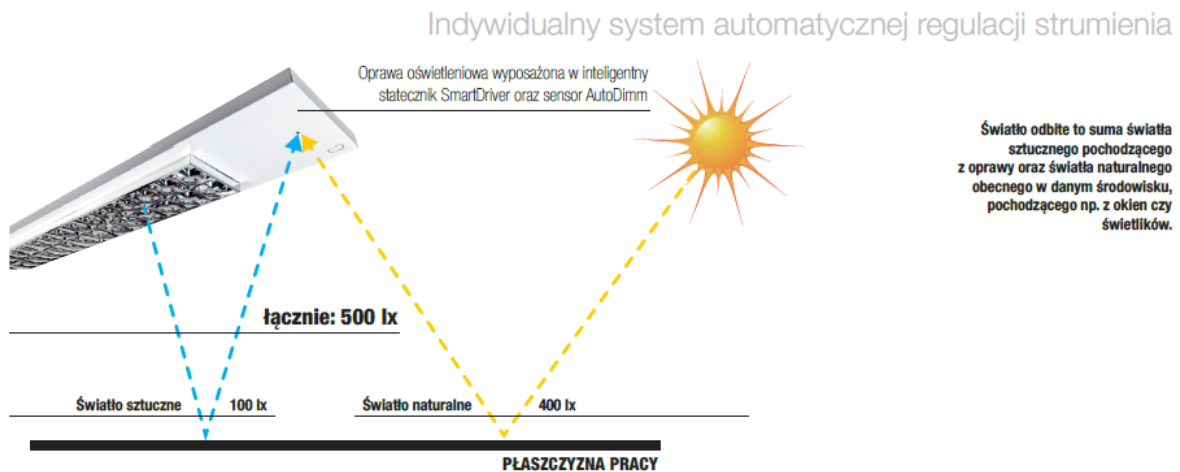 Indywidualny system automatycznej regulacji strumienia
Oprawa oświetleniowa wyposażona w inteligentny
statecznik SmartDriver oraz sensor AutoDimm
Światło odbite to suma światła
sztucznego pochodzącego
z oprawy oraz światła naturalnego
obecnego w danym środowisku,
pochodzącego np. z okien czy
świetlików.
łącznie: 500 lx
Światło sztuczne 100 lx
Światło naturalne 400 lx
PŁASZCZYZNA PRACY